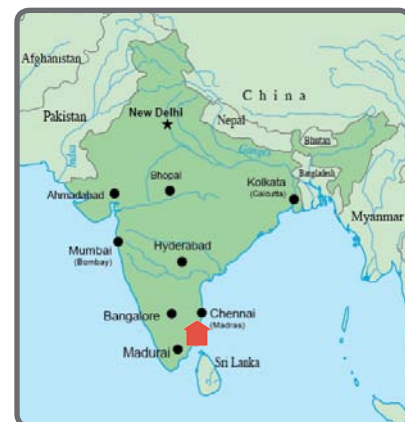 Afghanistan
China
Pakistan
New Delhi
Nepal
Bhutan
Indus
Ganges
Bangladesh
Ahmadabad
Bhopal
Kolkata
(Calcutta)
Myanmar
Mumbai
(Bombay)
Hyderabad
Bangalore
Chennai
(Madras)
Madurai
Sri Lanka